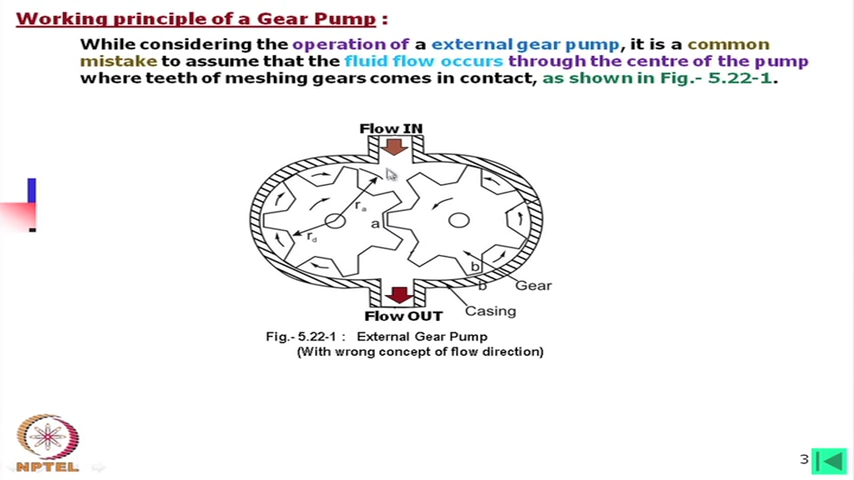 Working principle of a Gear Pump :
While considering the operation of a external gear pump, it is a common
mistake to assume that the fluid flow occurs through the centre of the pump
where teeth of meshing gears comes in contact, as shown in Fig.- 5.22-1.
Flow IN
ra
a
rd
b
b
Gear
Casing
Flow OUT
Fig.- 5.22-1 : External Gear Pump
(With wrong concept of flow direction)
NPTEL
3